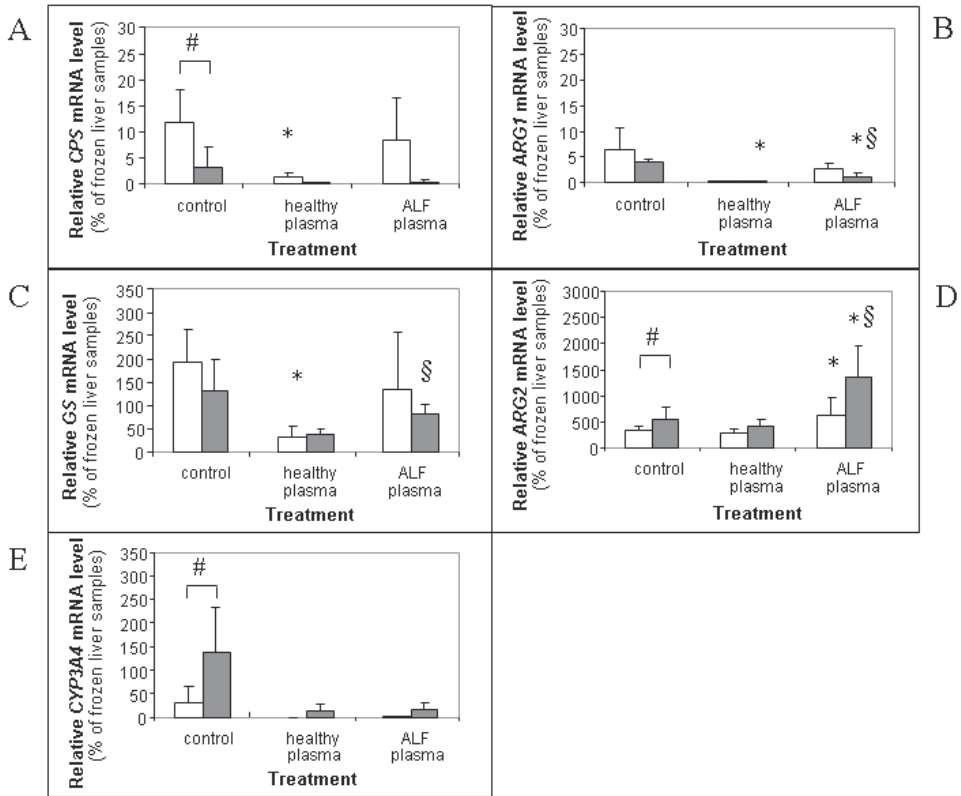 A
Relative CPS mRNA level
(% of frozen liver samples)
30
25
20
15
10
5
0
#
*
control
healthy
plasma
ALF
plasma
Treatment
B
Relative ARG1 mRNA level
(% of frozen liver samples)
30
25
20
15
10
5
0
*
* §
control
healthy
plasma
ALF
plasma
Treatment
C
Relative GS mRNA level
(% of frozen liver samples)
350
300
250
200
150
100
50
0
*
§
control
healthy
plasma
ALF
plasma
Treatment
D
Relative ARG2 mRNA level
(% of frozen liver samples)
3000
2500
2000
1500
1000
500
0
#
*
* §
control
healthy
plasma
ALF
plasma
Treatment
E
Relative CYP3A4 mRNA level
(% of frozen liver samples)
350
300
250
200
150
100
50
0
#
control
healthy
plasma
ALF
plasma
Treatment